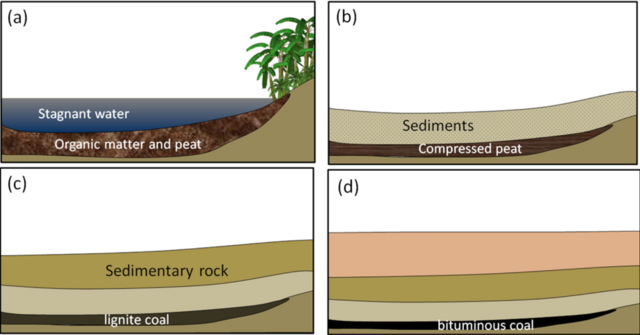 (a)
Stagnant water
Organic matter and peat
(b)
Sediments
Compressed peat
(c)
Sedimentary rock
lignite coal
(d)
bituminous coal